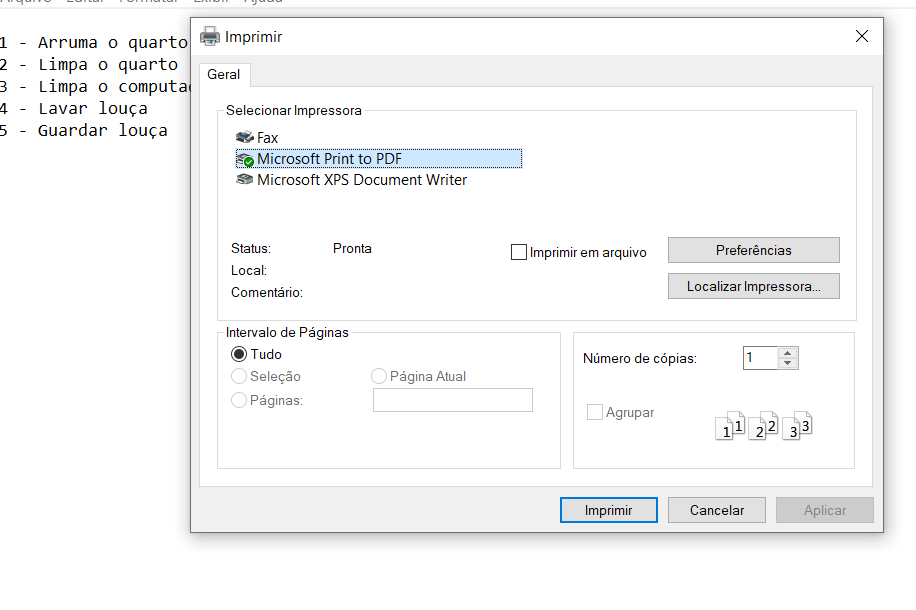 Arquivo Editar Formatar Exibir Ajuda
1 - Arruma o quarto
2 - Limpa o quarto
3 - Limpa o computad
4 - Lavar louça
5 - Guardar louça
Imprimir
Geral
Selecionar Impressora
Fax
Microsoft Print to PDF
Microsoft XPS Document Writer
Status: Pronta
Imprimir em arquivo
Preferências
Local:
Comentário:
Localizar Impressora...
Intervalo de Páginas
Tudo
Seleção Página Atual
Páginas:
Número de cópias: 1
Agrupar
1 1 2 2 3 3
Imprimir Cancelar Aplicar